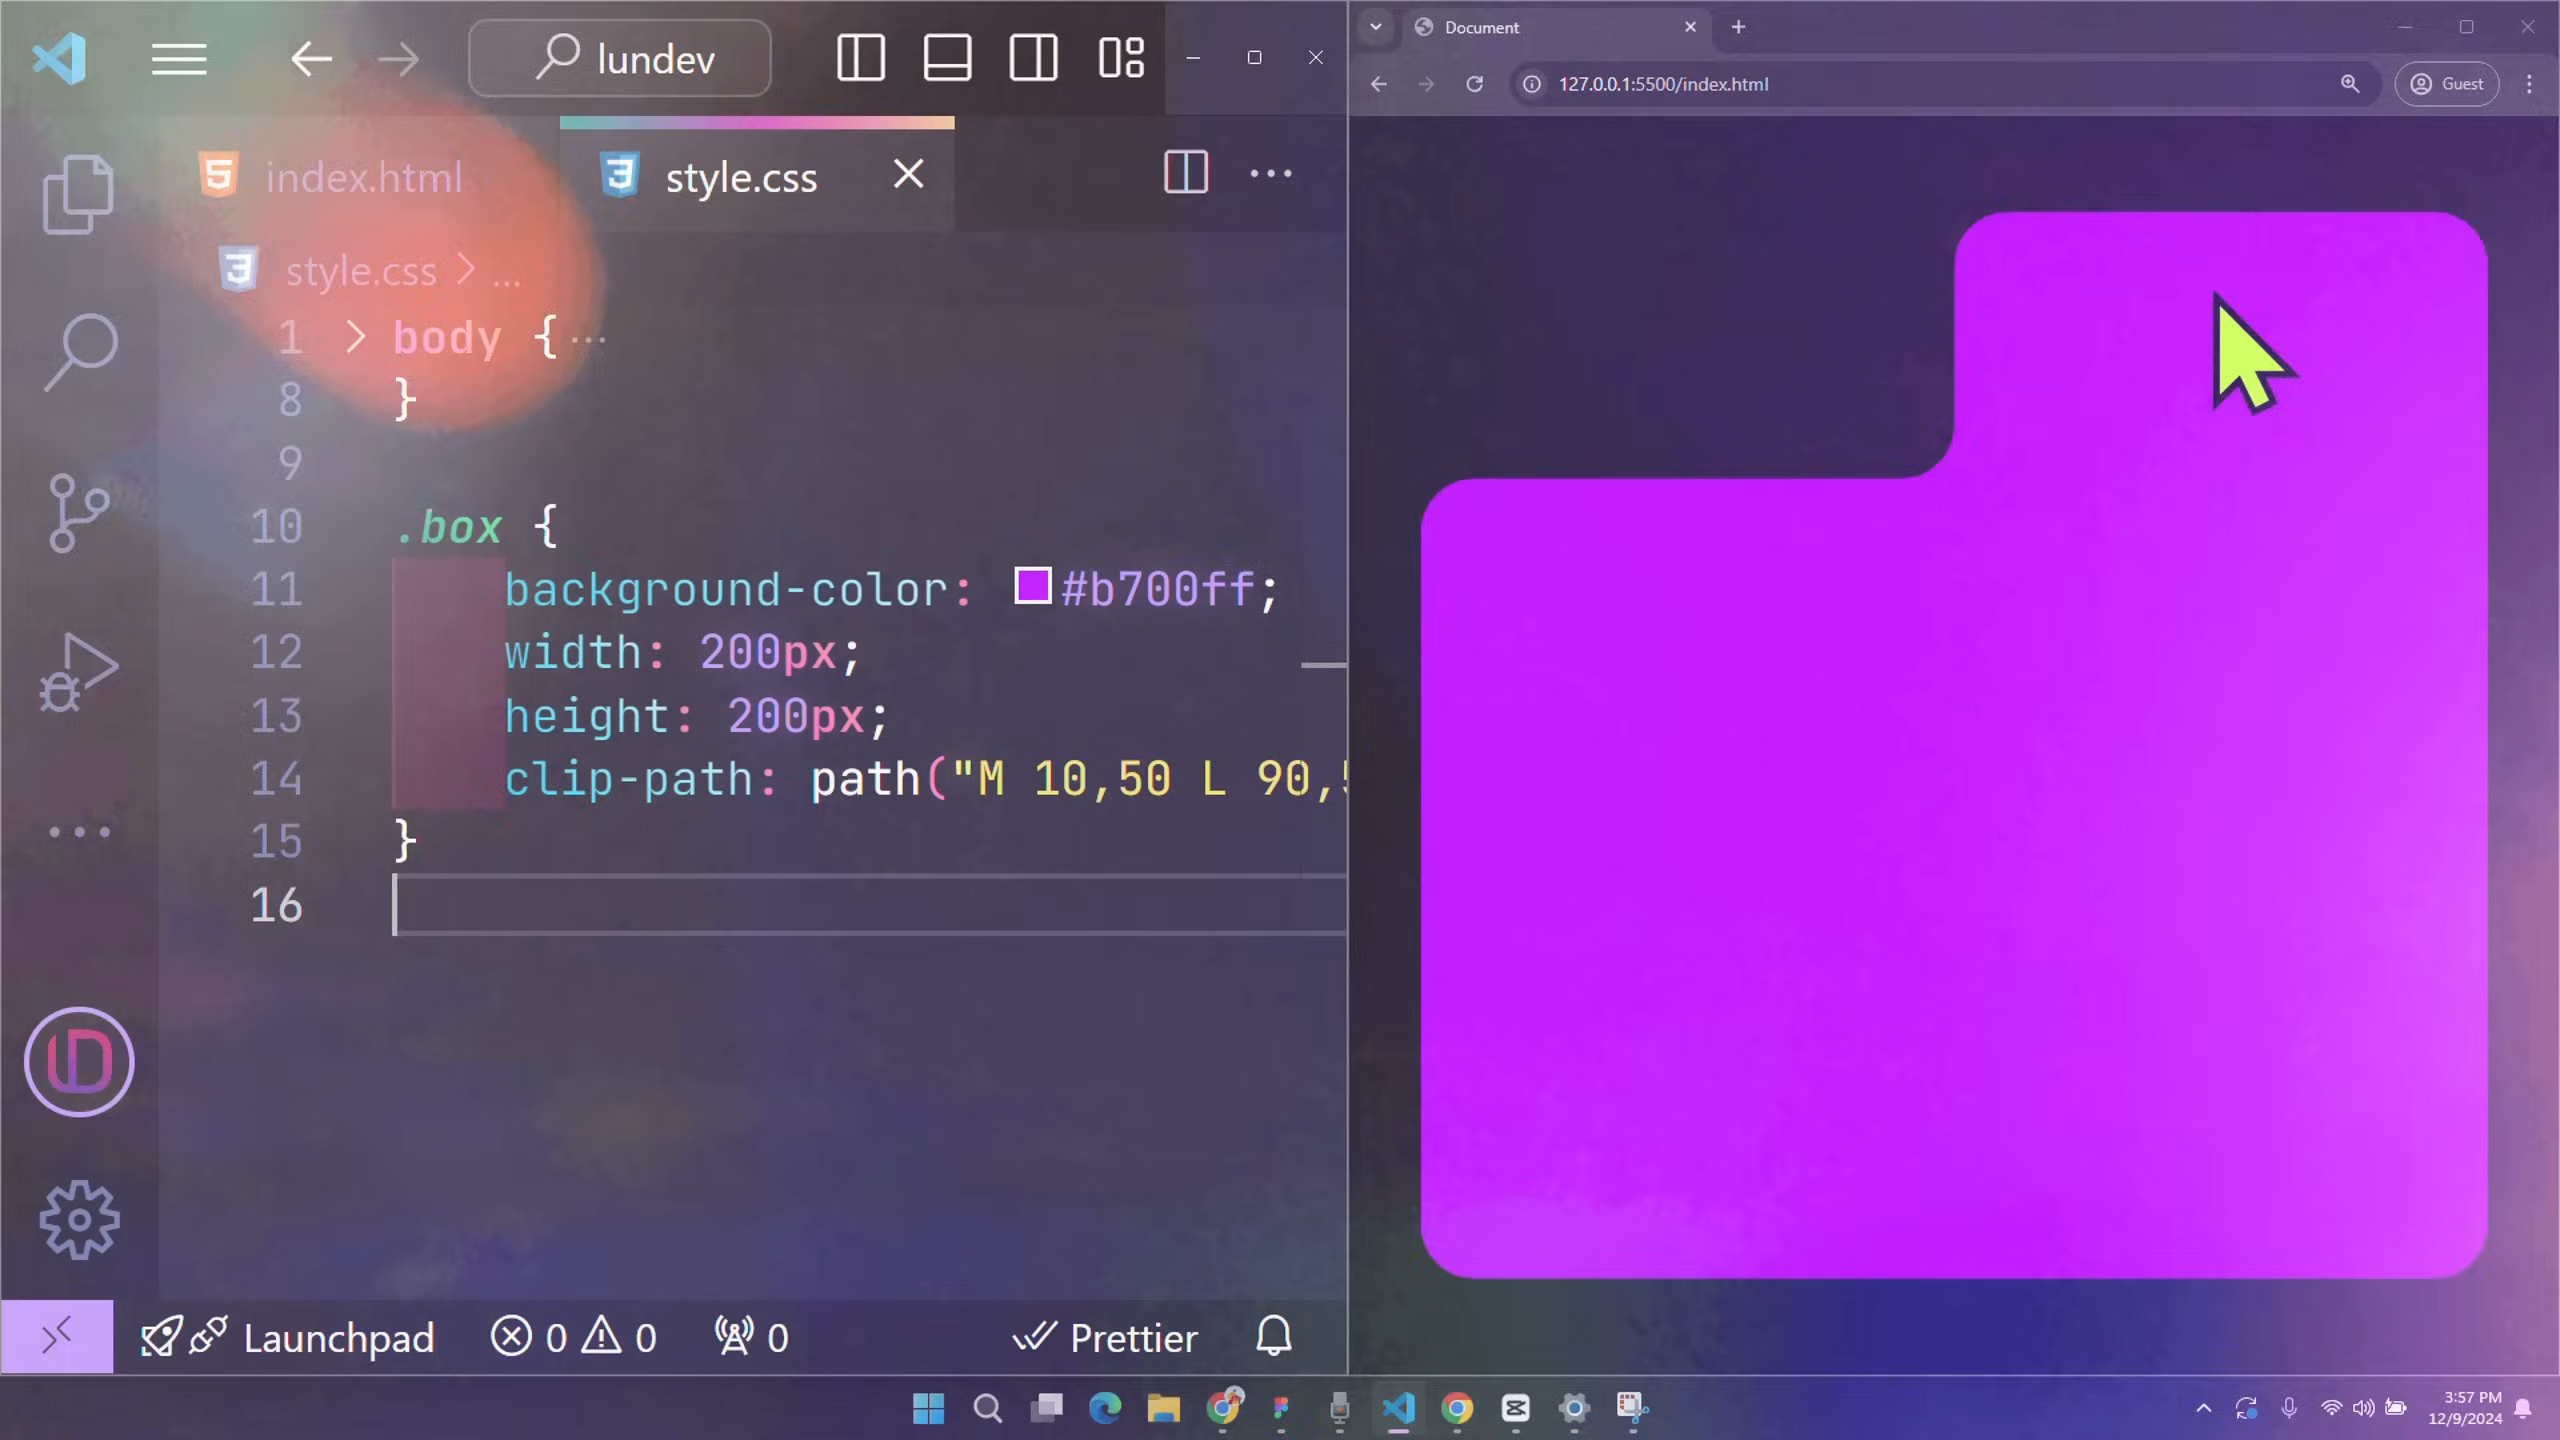 lundev
Document
127.0.0.1:5500/index.html
Guest
index.html
style.css
style.css > ...
1 > body { ...
8 }
9
10 .box {
11 background-color: #b700ff;
12 width: 200px;
13 height: 200px;
14 clip-path: path("M 10,50 L 90,
15 }
16
Launchpad 0 0 0 Prettier
3:57 PM
12/9/2024